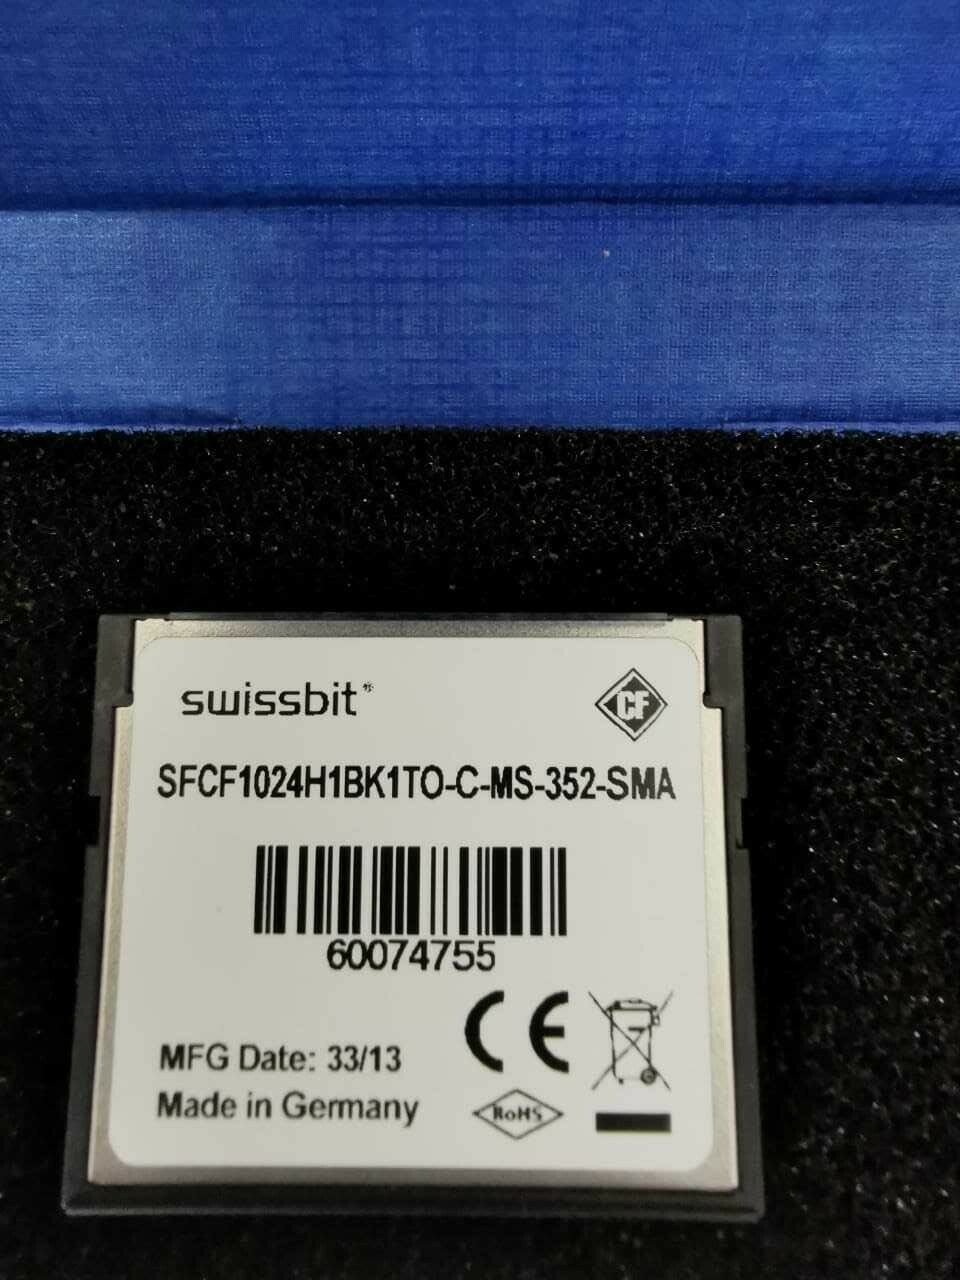 swissbit®
CF
SFCF1024H1BK1TO-C-MS-352-SMA
60074755
CE
MFG Date: 33/13
Made in Germany
RoHS